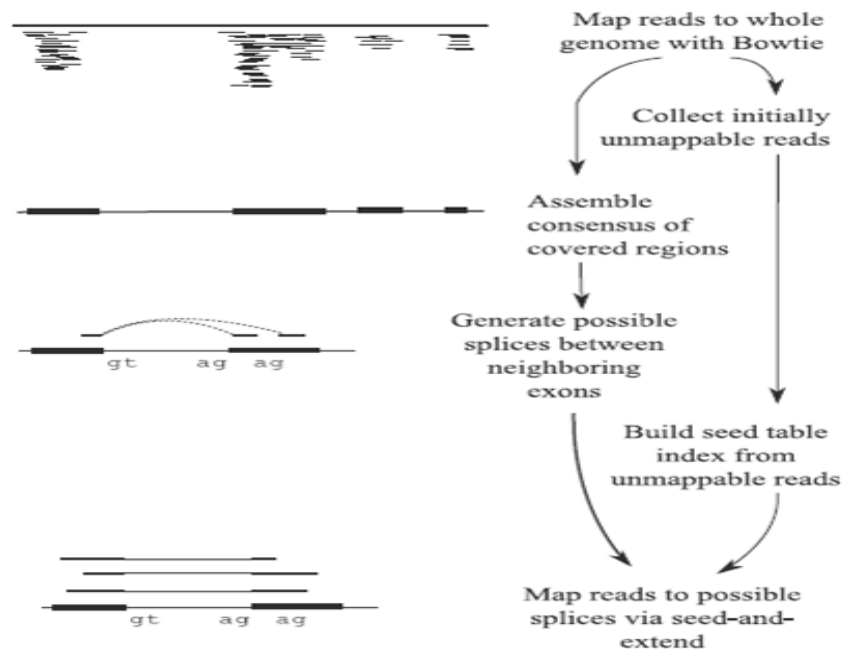 Map reads to whole
genome with Bowtie
Collect initially
unmappable reads
Assemble
consensus of
covered regions
Generate possible
splices between
neighboring
exons
gt ag ag
Build seed table
index from
unmappable reads
Map reads to possible
splices via seed-and-
extend
gt ag ag